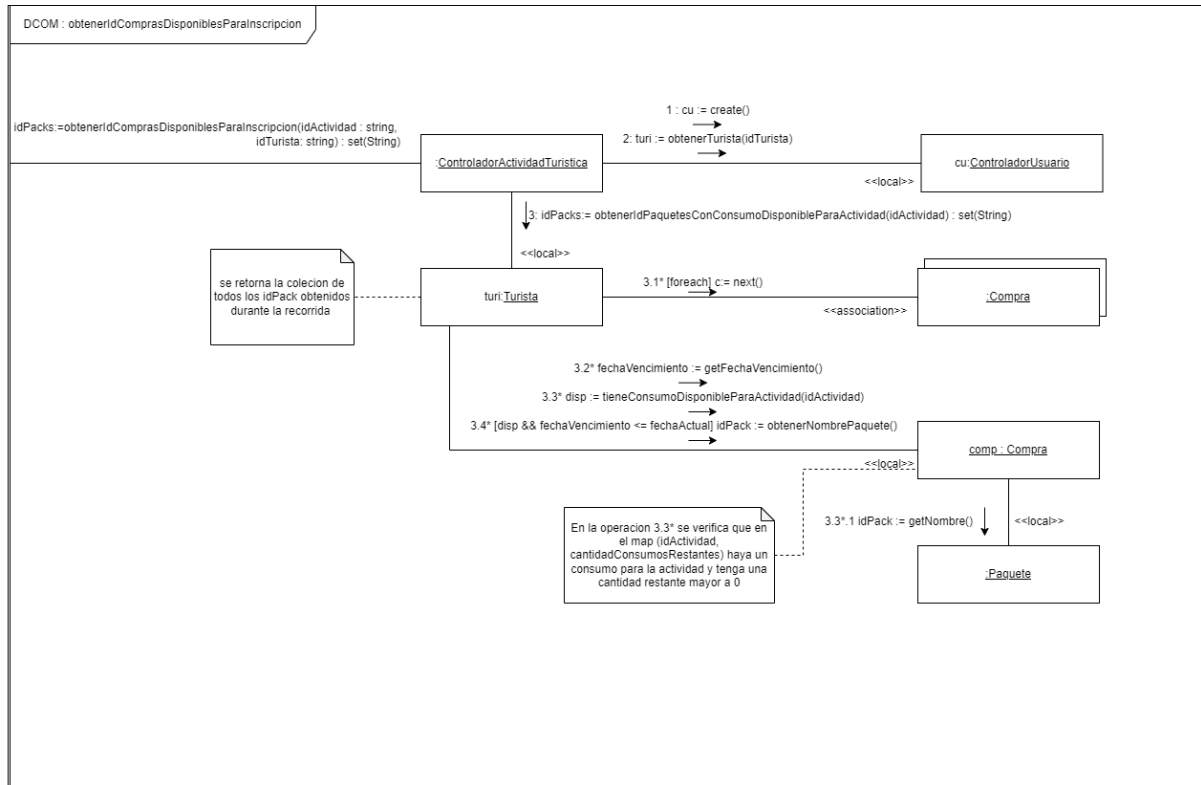 DCOM : obtenerIdComprasDisponiblesParaInscripcion
1 : cu := create()
idPacks:=obtenerIdComprasDisponiblesParaInscripcion(idActividad : string,
idTurista: string) : set(String)
2: turi := obtenerTurista(idTurista)
:ControladorActividadTuristica
cu:ControladorUsuario
<<local>>
3: idPacks:= obtenerIdPaquetesConConsumoDisponibleParaActividad(idActividad) : set(String)
<<local>>
se retorna la colecion de
todos los idPack obtenidos
durante la recorrida
turi:Turista
3.1* [foreach] c:= next()
:Compra
<<association>>
3.2* fechaVencimiento := getFechaVencimiento()
3.3* disp := tieneConsumoDisponibleParaActividad(idActividad)
3.4* [disp && fechaVencimiento <= fechaActual] idPack := obtenerNombrePaquete()
comp : Compra
<<local>>
En la operacion 3.3* se verifica que en
el map (idActividad,
cantidadConsumosRestantes) haya un
consumo para la actividad y tenga una
cantidad restante mayor a 0
3.3*.1 idPack := getNombre()
<<local>>
:Paquete